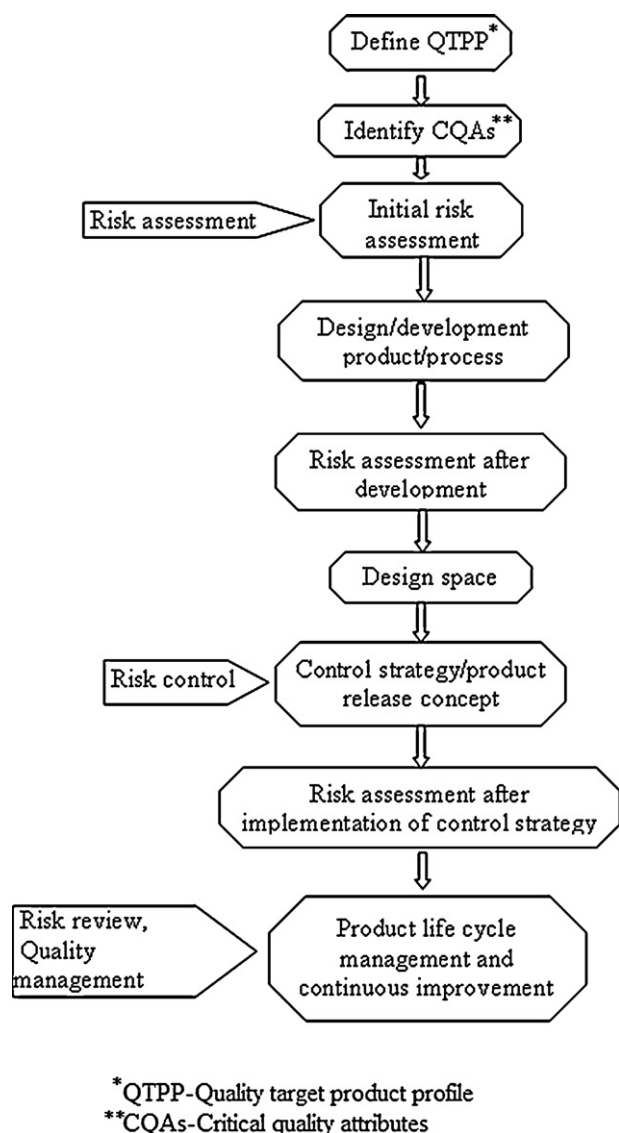 Define QTPP*
Identify CQAs**
Risk assessment
Initial risk
assessment
Design/development
product/process
Risk assessment after
development
Design space
Risk control
Control strategy/product
release concept
Risk assessment after
implementation of control strategy
Risk review,
Quality
management
Product life cycle
management and
continuous improvement
*QTPP-Quality target product profile
**CQAs-Critical quality attributes